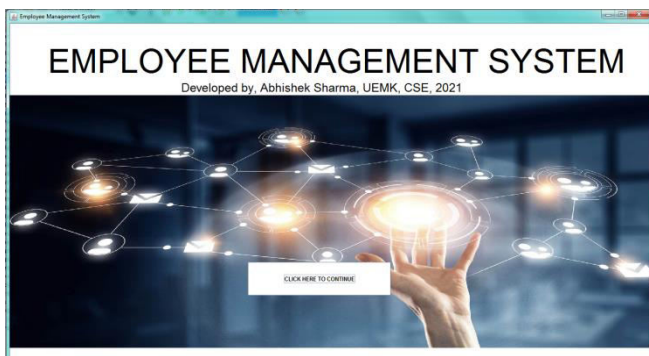 Employee Management System
EMPLOYEE MANAGEMENT SYSTEM
Developed by, Abhishek Sharma, UEMK, CSE, 2021
CLICK HERE TO CONTINUE